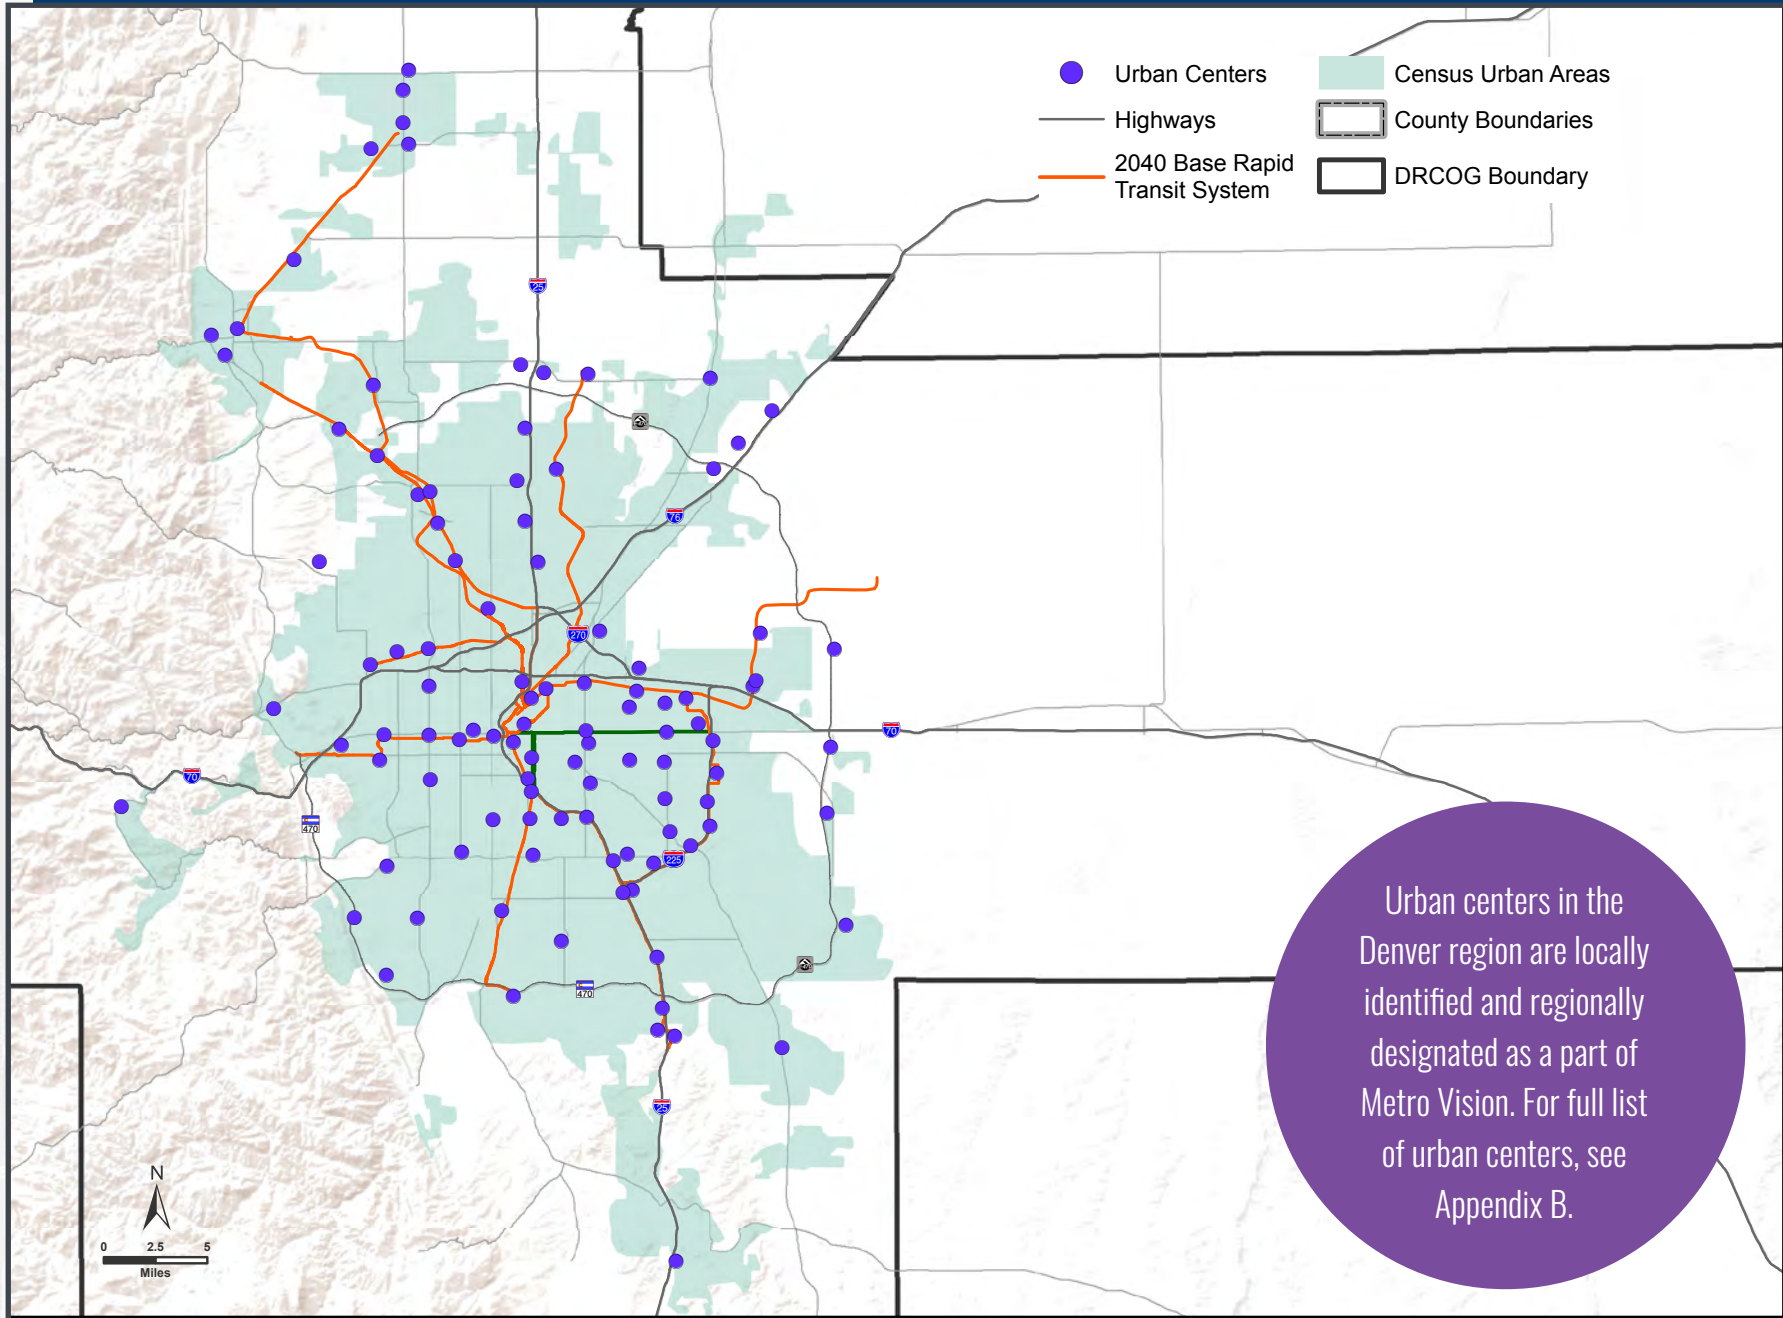 Urban Centers
Highways
2040 Base Rapid
Transit System
Census Urban Areas
County Boundaries
DRCOG Boundary
25
76
270
70
70
470
225
470
25
Urban centers in the
Denver region are locally
identified and regionally
designated as a part of
Metro Vision. For full list
of urban centers, see
Appendix B.
N
0 2.5 5
Miles